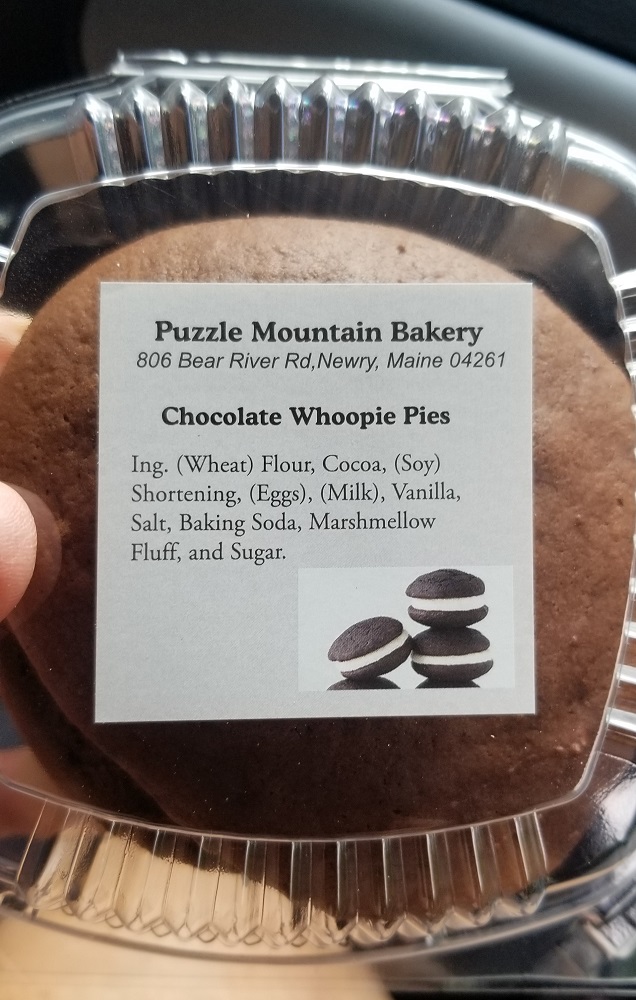 Puzzle Mountain Bakery
806 Bear River Rd,Newry, Maine 04261
Chocolate Whoopie Pies
Ing. (Wheat) Flour, Cocoa, (Soy)
Shortening, (Eggs), (Milk), Vanilla,
Salt, Baking Soda, Marshmellow
Fluff, and Sugar.